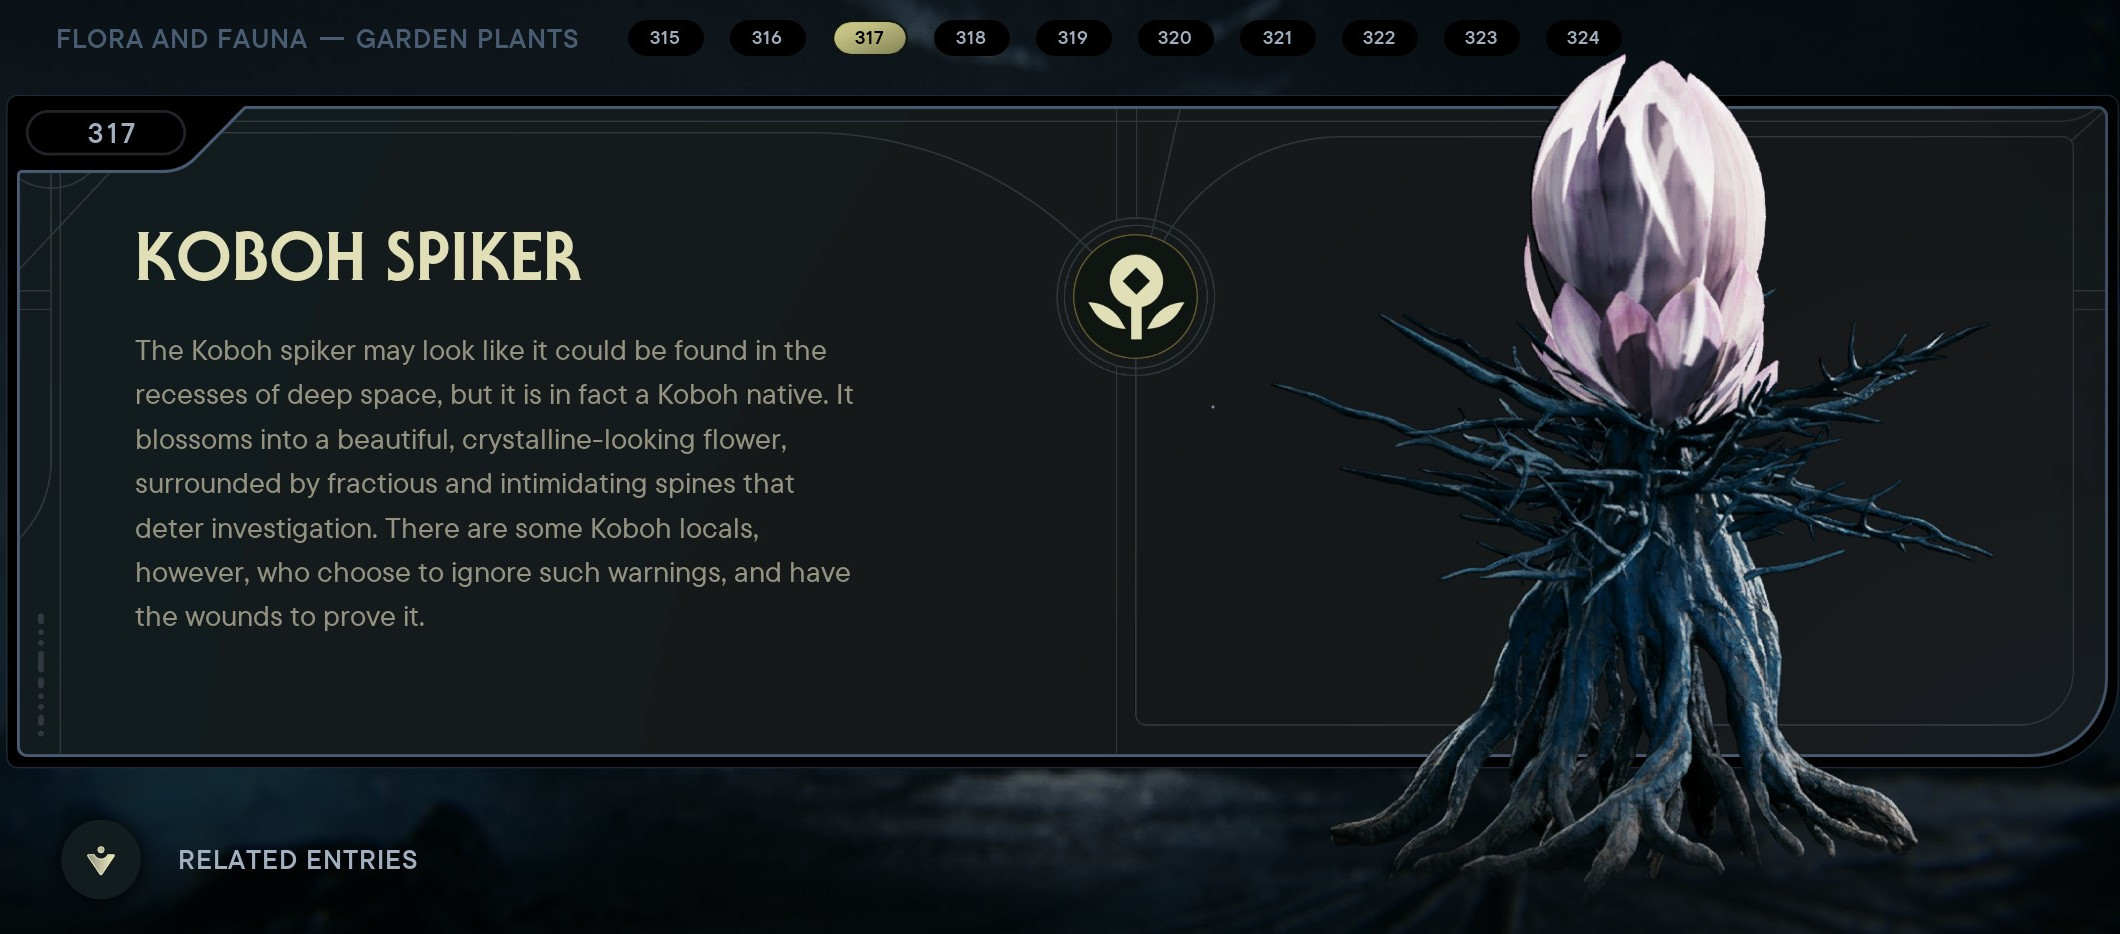 FLORA AND FAUNA — GARDEN PLANTS 315 316 317 318 319 320 321 322 323 324
317
KOBOH SPIKER
The Koboh spiker may look like it could be found in the
recesses of deep space, but it is in fact a Koboh native. It
blossoms into a beautiful, crystalline-looking flower,
surrounded by fractious and intimidating spines that
deter investigation. There are some Koboh locals,
however, who choose to ignore such warnings, and have
the wounds to prove it.
RELATED ENTRIES